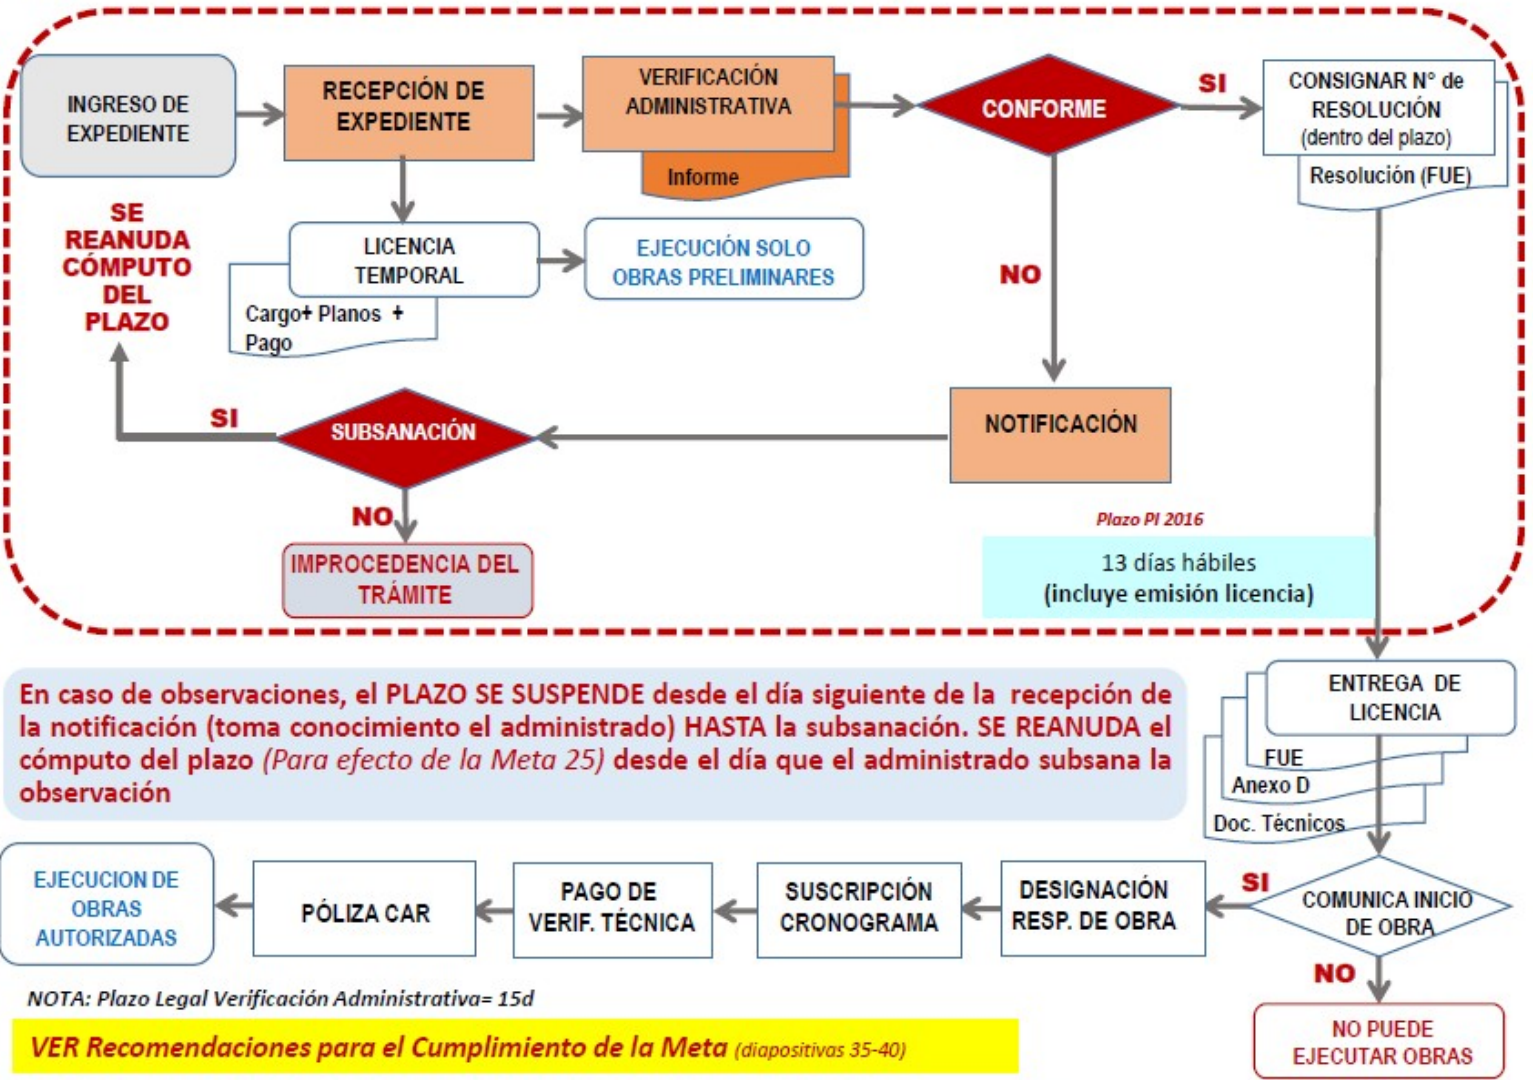 INGRESO DE
EXPEDIENTE
RECEPCIÓN DE
EXPEDIENTE
VERIFICACIÓN
ADMINISTRATIVA
Informe
CONFORME
SI
CONSIGNAR N° de
RESOLUCIÓN
(dentro del plazo)
Resolución (FUE)
SE
REANUDA
CÓMPUTO
DEL
PLAZO
LICENCIA
TEMPORAL
Cargo+ Planos +
Pago
EJECUCIÓN SOLO
OBRAS PRELIMINARES
NO
SI
SUBSANACIÓN
NOTIFICACIÓN
NO
IMPROCEDENCIA DEL
TRÁMITE
Plazo PI 2016
13 días hábiles
(incluye emisión licencia)
En caso de observaciones, el PLAZO SE SUSPENDE desde el día siguiente de la recepción de
la notificación (toma conocimiento el administrado) HASTA la subsanación. SE REANUDA el
cómputo del plazo (Para efecto de la Meta 25) desde el día que el administrado subsana la
observación
ENTREGA DE
LICENCIA
FUE
Anexo D
Doc. Técnicos
EJECUCION DE
OBRAS
AUTORIZADAS
PÓLIZA CAR
PAGO DE
VERIF. TÉCNICA
SUSCRIPCIÓN
CRONOGRAMA
DESIGNACIÓN
RESP. DE OBRA
SI
COMUNICA INICIO
DE OBRA
NO
NO PUEDE
EJECUTAR OBRAS
NOTA: Plazo Legal Verificación Administrativa= 15d
VER Recomendaciones para el Cumplimiento de la Meta (diapositivas 35-40)